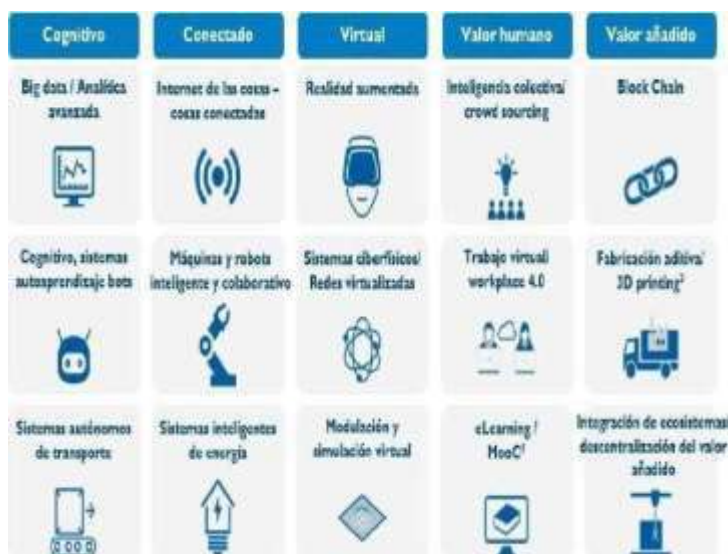 Cognitivo
Conectado
Virtual
Valor humano
Valor añadido
Big data / Analítica
avanzada
Internet de las cosas –
cosas conectadas
Realidad aumentada
Inteligencia colectiva/
crowd sourcing
Block Chain
Cognitivo, sistemas
autoaprendizaje bots
Máquinas y robots
inteligente y colaborativo
Sistemas ciberfísicos/
Redes virtualizadas
Trabajo virtual/
workplace 4.0
Fabricación aditiva/
3D printing²
Sistemas autónomos
de transporte
Sistemas inteligentes
de energía
Modulación y
simulación virtual
eLearning /
MooC¹
Integración de ecosistemas/
descentralización del valor
añadido